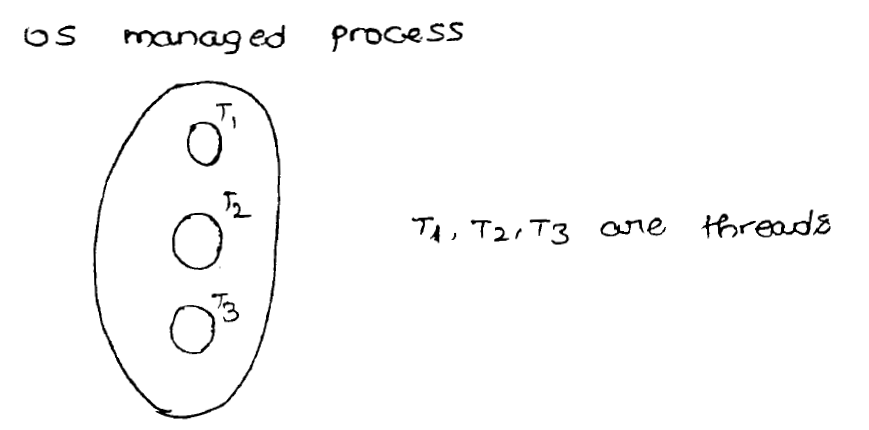 OS managed process
T1
T2
T1, T2, T3 are threads
T3